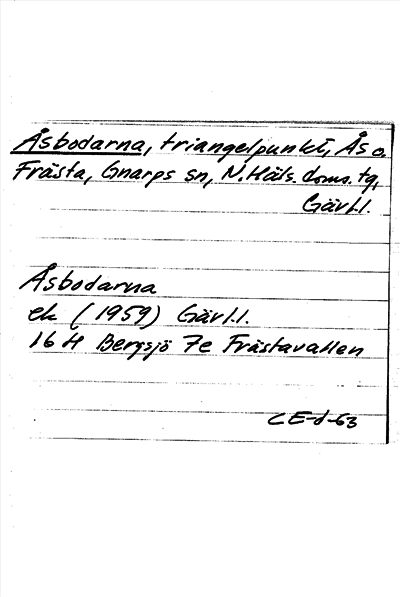 Åsbodarna, triangelpunkt, Ås o.
Frästa, Gnarps sn, N. Häls. doms. tg,
Gävl.l.
Åsbodarna
ek (1959) Gävl.l.
16 H Bergsjö 7e Frästavallen
CE-d-63